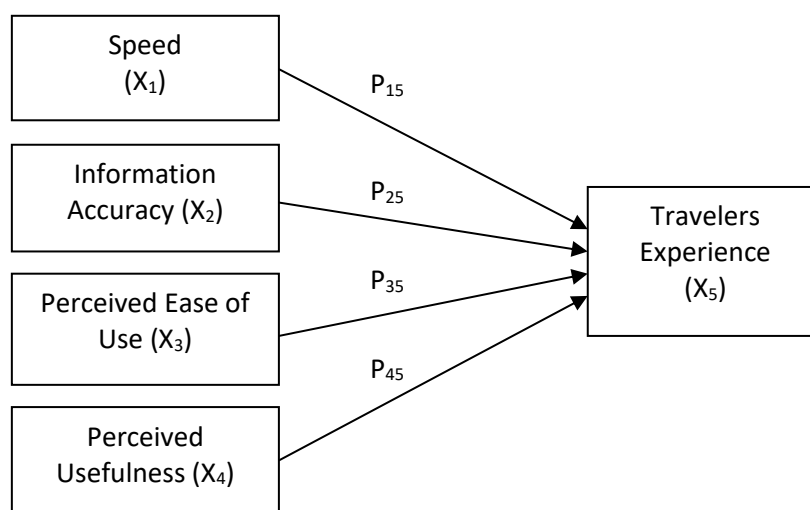 Speed
(X₁)
P₁₅
Information
Accuracy (X₂)
P₂₅
Perceived Ease of
Use (X₃)
P₃₅
Perceived
Usefulness (X₄)
P₄₅
Travelers
Experience
(X₅)